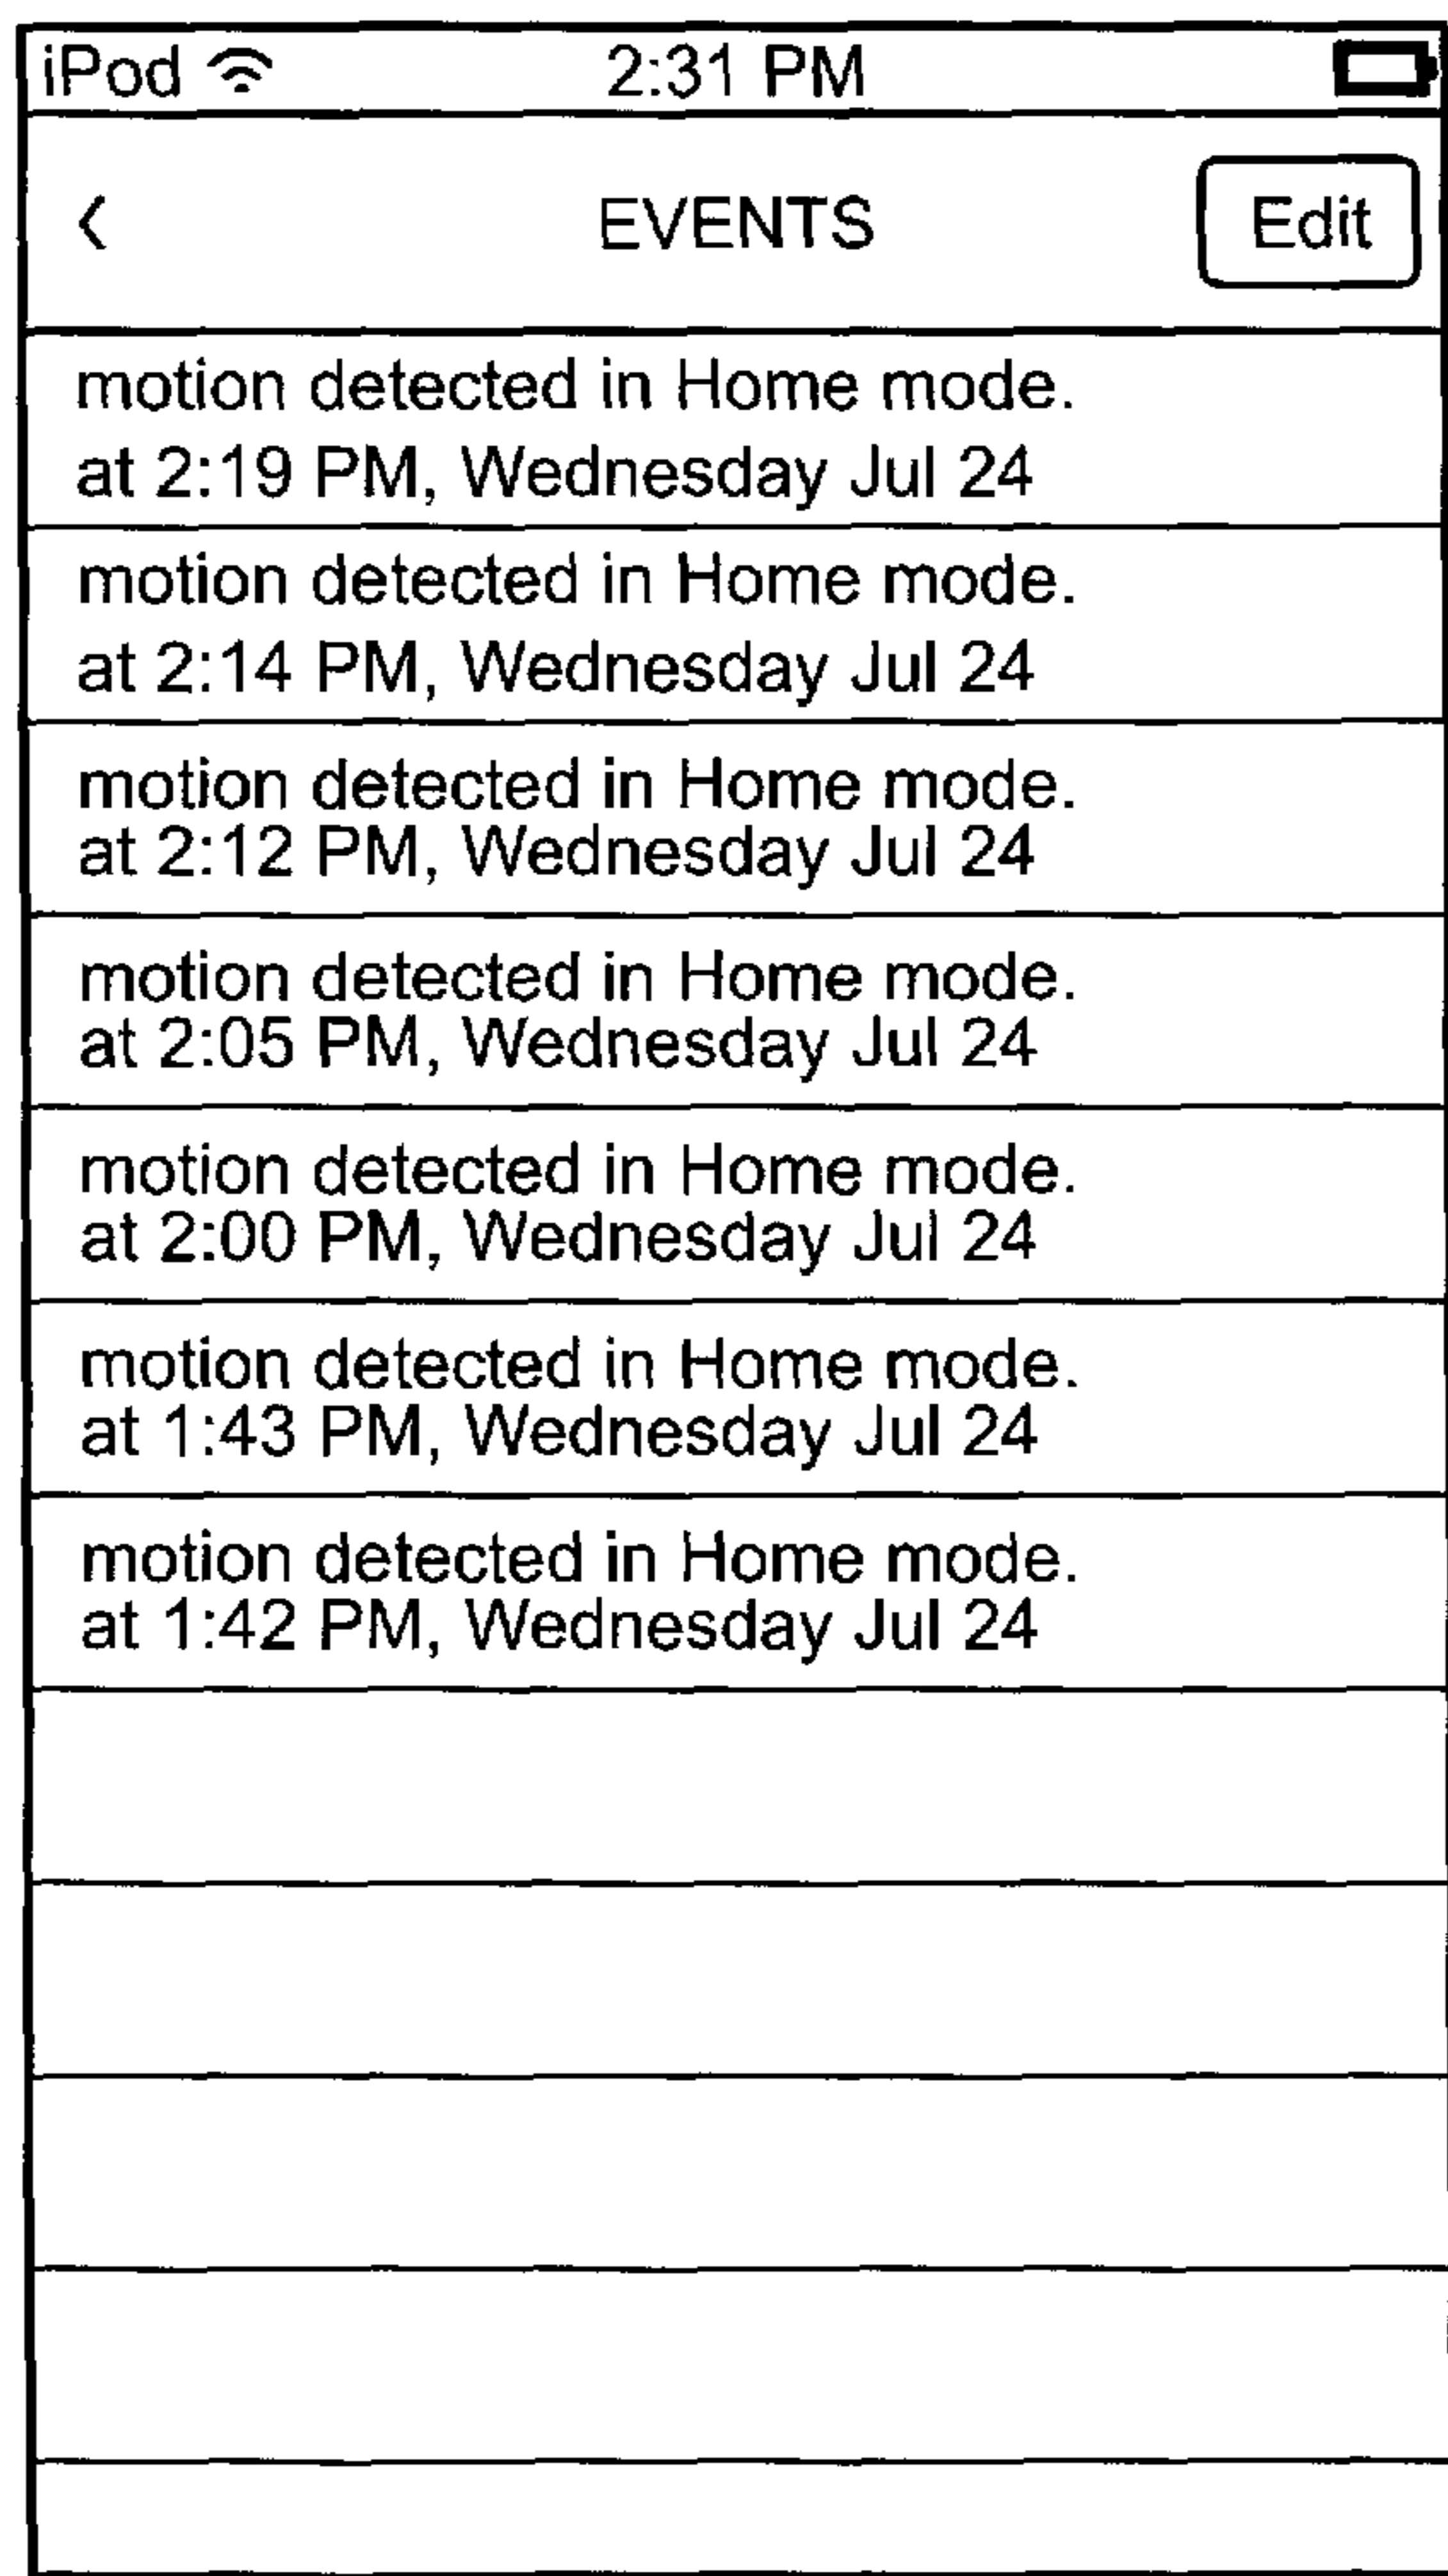 iPod 2:31 PM
< EVENTS Edit
motion detected in Home mode.
at 2:19 PM, Wednesday Jul 24
motion detected in Home mode.
at 2:14 PM, Wednesday Jul 24
motion detected in Home mode.
at 2:12 PM, Wednesday Jul 24
motion detected in Home mode.
at 2:05 PM, Wednesday Jul 24
motion detected in Home mode.
at 2:00 PM, Wednesday Jul 24
motion detected in Home mode.
at 1:43 PM, Wednesday Jul 24
motion detected in Home mode.
at 1:42 PM, Wednesday Jul 24